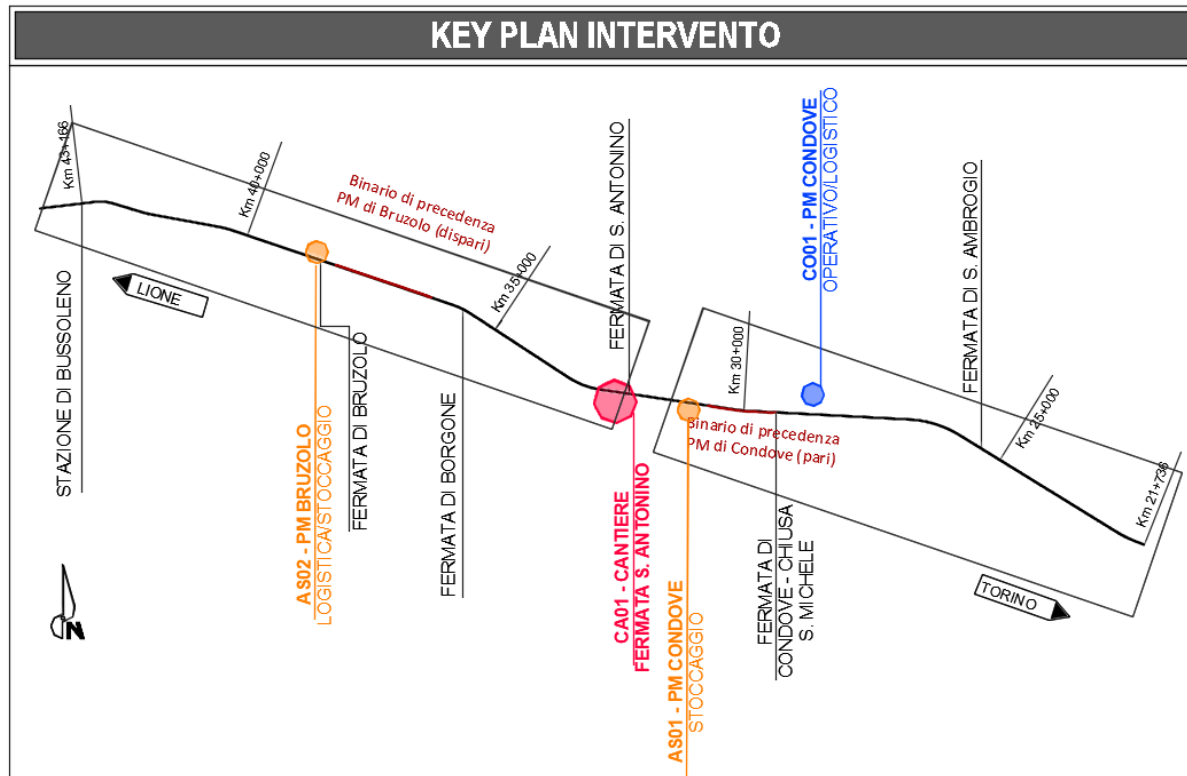 KEY PLAN INTERVENTO
Km 43+166
Km 40+000
Binario di precedenza
PM di Bruzolo (dispari)
Km 35+000
FERMATA DI S. ANTONINO
Km 30+000
CO01 - PM CONDOVE
OPERATIVO/LOGISTICO
FERMATA DI S. AMBROGIO
Km 25+000
Km 21+736
LIONE
STAZIONE DI BUSSOLENO
AS02 - PM BRUZOLO
LOGISTICA/STOCCAGGIO
FERMATA DI BRUZOLO
FERMATA DI BORGONE
CA01 - CANTIERE
FERMATA S. ANTONINO
AS01 - PM CONDOVE
STOCCAGGIO
Binario di precedenza
PM di Condove (pari)
FERMATA DI
CONDOVE - CHIUSA
S. MICHELE
TORINO
N